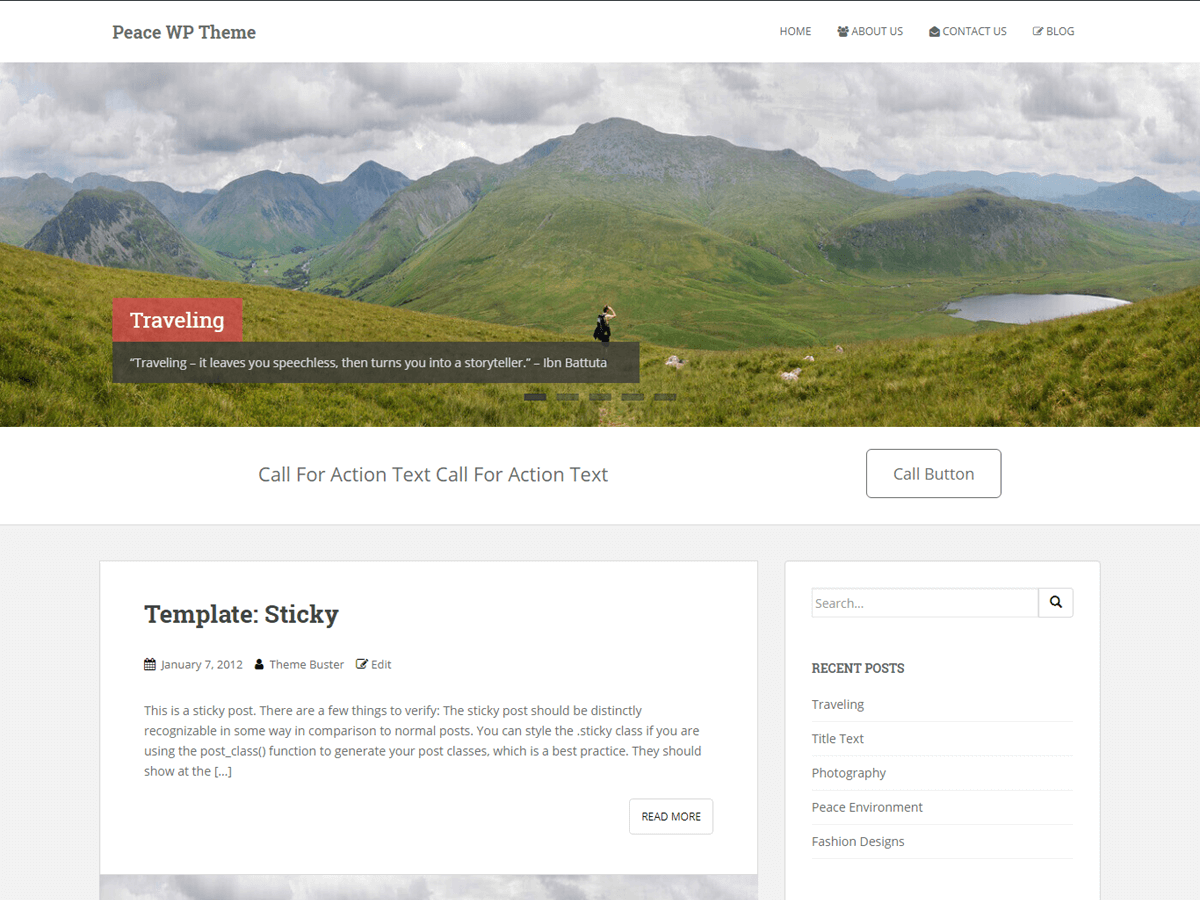 Peace WP Theme
HOME
ABOUT US
CONTACT US
BLOG
Traveling
“Traveling – it leaves you speechless, then turns you into a storyteller.” – Ibn Battuta
Call For Action Text Call For Action Text
Call Button
Template: Sticky
January 7, 2012 Theme Buster Edit
This is a sticky post. There are a few things to verify: The sticky post should be distinctly
recognizable in some way in comparison to normal posts. You can style the .sticky class if you are
using the post_class() function to generate your post classes, which is a best practice. They should
show at the […]
READ MORE
Search...
RECENT POSTS
Traveling
Title Text
Photography
Peace Environment
Fashion Designs